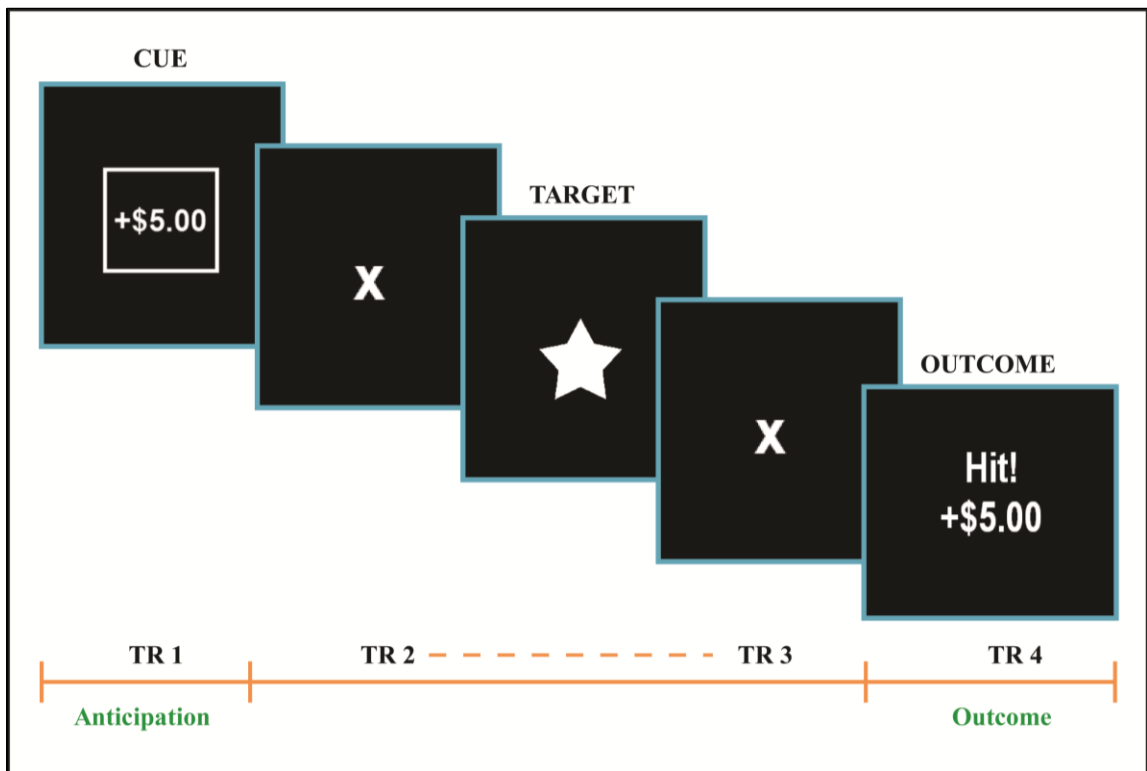 CUE
+$5.00
X
TARGET
X
OUTCOME
Hit!
+$5.00
TR 1
TR 2
TR 3
TR 4
Anticipation
Outcome